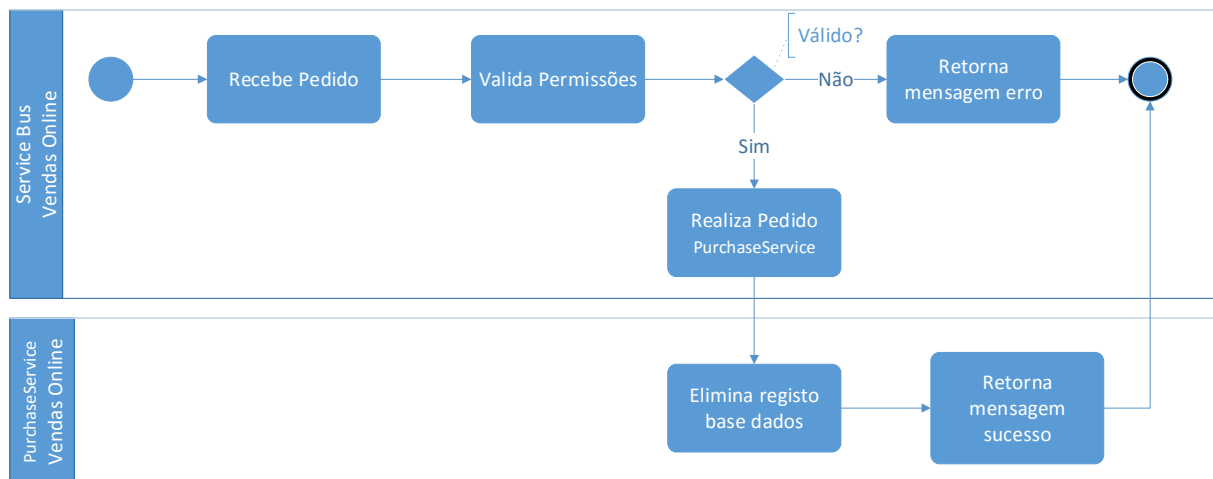 Service Bus
Vendas Online
Recebe Pedido
Valida Permissões
Válido?
Não
Retorna
mensagem erro
Sim
Realiza Pedido
PurchaseService
PurchaseService
Vendas Online
Elimina registo
base dados
Retorna
mensagem
sucesso